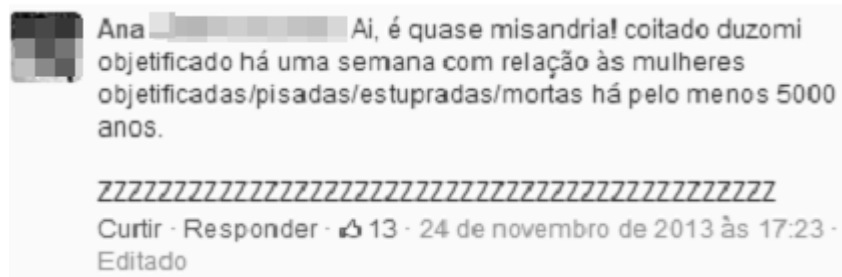 Ana Ai, é quase misandria! coitado duzomi
objetificado há uma semana com relação às mulheres
objetificadas/pisadas/estupradas/mortas há pelo menos 5000
anos.
ZZZZZZZZZZZZZZZZZZZZZZZZZZZZZZZZZZZZZZZZZZZZZ
Curtir · Responder · 13 · 24 de novembro de 2013 às 17:23 ·
Editado